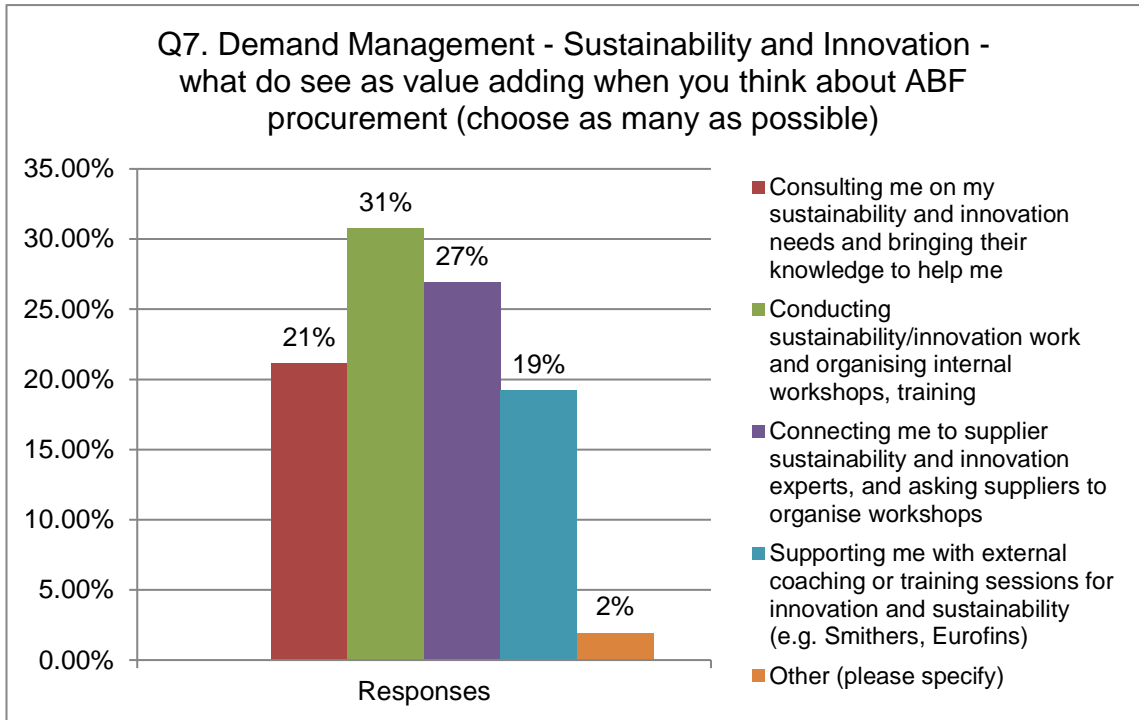 Q7. Demand Management - Sustainability and Innovation -
what do see as value adding when you think about ABF
procurement (choose as many as possible)
35.00%
30.00%
25.00%
20.00%
15.00%
10.00%
5.00%
0.00%
21%
31%
27%
19%
2%
Responses
Consulting me on my
sustainability and innovation
needs and bringing their
knowledge to help me
Conducting
sustainability/innovation work
and organising internal
workshops, training
Connecting me to supplier
sustainability and innovation
experts, and asking suppliers to
organise workshops
Supporting me with external
coaching or training sessions for
innovation and sustainability
(e.g. Smithers, Eurofins)
Other (please specify)